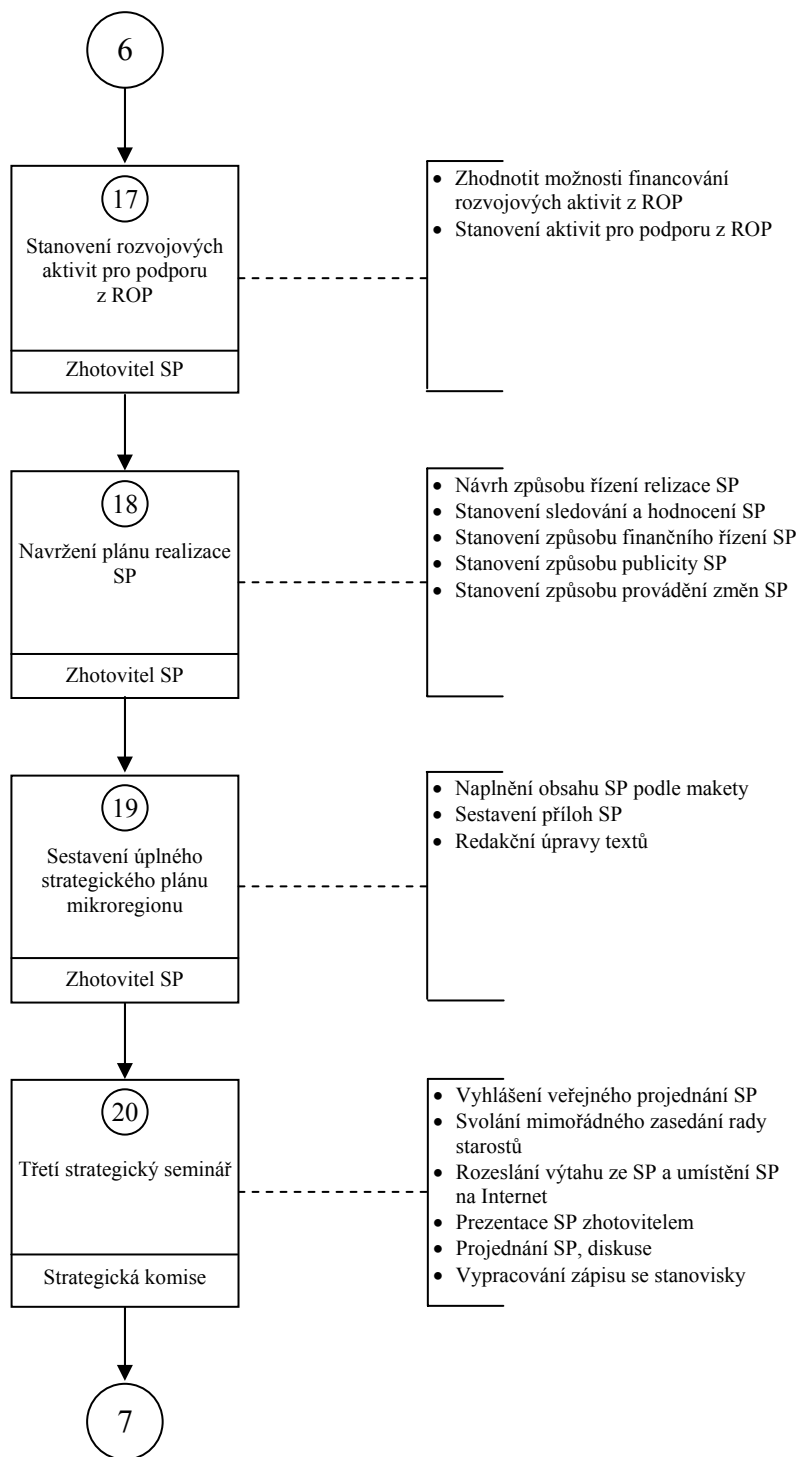 6
17
Stanovení rozvojových
aktivit pro podporu
z ROP
Zhotovitel SP
• Zhodnotit možnosti financování
rozvojových aktivit z ROP
• Stanovení aktivit pro podporu z ROP
18
Navržení plánu realizace
SP
Zhotovitel SP
• Návrh způsobu řízení relizace SP
• Stanovení sledování a hodnocení SP
• Stanovení způsobu finančního řízení SP
• Stanovení způsobu publicity SP
• Stanovení způsobu provádění změn SP
19
Sestavení úplného
strategického plánu
mikroregionu
Zhotovitel SP
• Naplnění obsahu SP podle makety
• Sestavení příloh SP
• Redakční úpravy textů
20
Třetí strategický seminář
Strategická komise
• Vyhlášení veřejného projednání SP
• Svolání mimořádného zasedání rady
starostů
• Rozeslání výtahu ze SP a umístění SP
na Internet
• Prezentace SP zhotovitelem
• Projednání SP, diskuse
• Vypracování zápisu se stanovisky
7